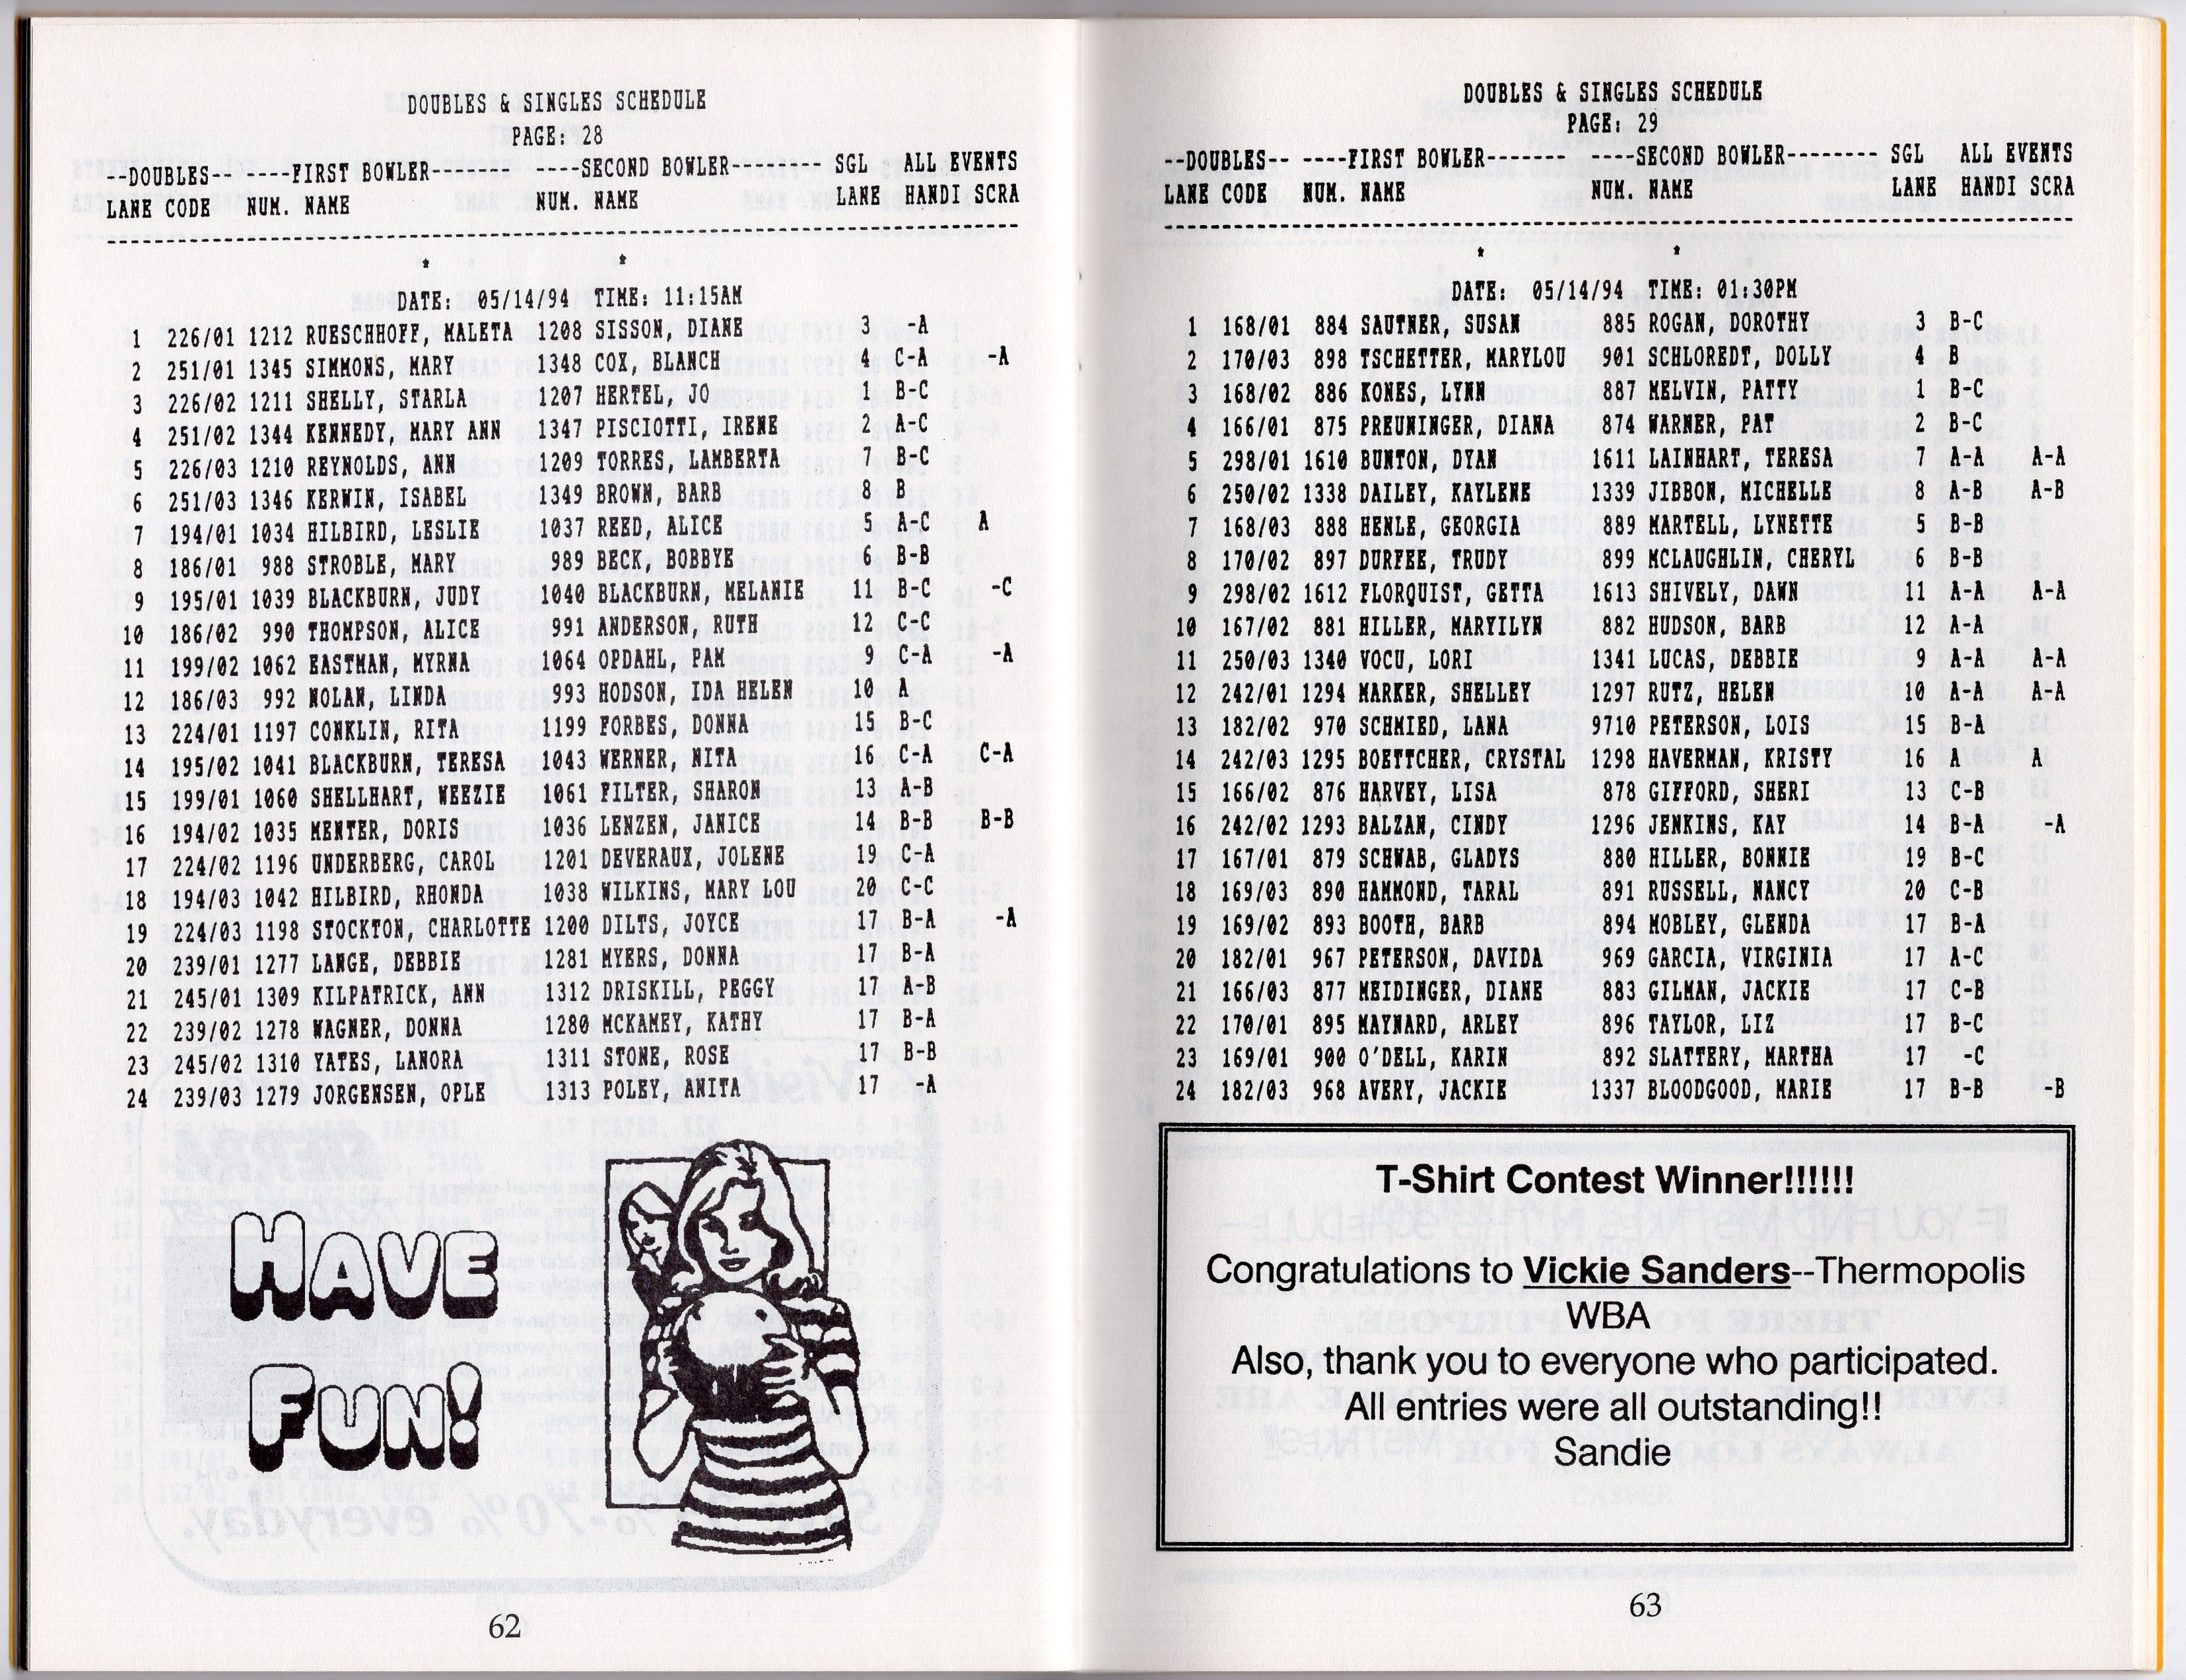 DOUBLES & SINGLES SCHEDULE
PAGE: 28
--DOUBLES-- ----FIRST BOWLER---------- ----SECOND BOWLER-------- SGL ALL EVENTS
LANE CODE NUM. NAME NUM. NAME LANE HANDI SCRA
* *
DATE: 05/14/94 TIME: 11:15AM
1 226/01 1212 RUESCHHOFF, MALETA 1208 SISSON, DIANE 3 -A
2 251/01 1345 SIMMONS, MARY 1348 COX, BLANCH 4 C-A -A
3 226/02 1211 SHELLY, STARLA 1207 HERTEL, JO 1 B-C
4 251/02 1344 KENNEDY, MARY ANN 1347 PISCIOTTI, IRENE 2 A-C
5 226/03 1210 REYNOLDS, ANN 1209 TORRES, LAMBERTA 7 B-C
6 251/03 1346 KERWIN, ISABEL 1349 BROWN, BARB 8 B
7 194/01 1034 HILBIRD, LESLIE 1037 REED, ALICE 5 A-C A
8 186/01 988 STROBLE, MARY 989 BECK, BOBBYE 6 B-B
9 195/01 1039 BLACKBURN, JUDY 1040 BLACKBURN, MELANIE 11 B-C -C
10 186/02 990 THOMPSON, ALICE 991 ANDERSON, RUTH 12 C-C
11 199/02 1062 EASTMAN, MYRNA 1064 OPDAHL, PAM 9 C-A -A
12 186/03 992 NOLAN, LINDA 993 HODSON, IDA HELEN 10 A
13 224/01 1197 CONKLIN, RITA 1199 FORBES, DONNA 15 B-C
14 195/02 1041 BLACKBURN, TERESA 1043 WERNER, NITA 16 C-A C-A
15 199/01 1060 SHELLHART, WEEZIE 1061 FILTER, SHARON 13 A-B
16 194/02 1035 MENTER, DORIS 1036 LENZEN, JANICE 14 B-B B-B
17 224/02 1196 UNDERBERG, CAROL 1201 DEVERAUX, JOLENE 19 C-A
18 194/03 1042 HILBIRD, RHONDA 1038 WILKINS, MARY LOU 20 C-C
19 224/03 1198 STOCKTON, CHARLOTTE 1200 DILTS, JOYCE 17 B-A -A
20 239/01 1277 LANGE, DEBBIE 1281 MYERS, DONNA 17 B-A
21 245/01 1309 KILPATRICK, ANN 1312 DRISKILL, PEGGY 17 A-B
22 239/02 1278 WAGNER, DONNA 1280 MCKAMEY, KATHY 17 B-A
23 245/02 1310 YATES, LANORA 1311 STONE, ROSE 17 B-B
24 239/03 1279 JORGENSEN, OPLE 1313 POLEY, ANITA 17 -A
HAVE
FUN!
62
DOUBLES & SINGLES SCHEDULE
PAGE: 29
--DOUBLES-- ----FIRST BOWLER---------- ----SECOND BOWLER-------- SGL ALL EVENTS
LANE CODE NUM. NAME NUM. NAME LANE HANDI SCRA
* *
DATE: 05/14/94 TIME: 01:30PM
1 168/01 884 SAUTNER, SUSAN 885 ROGAN, DOROTHY 3 B-C
2 170/03 898 TSCHETTER, MARYLOU 901 SCHLOREDT, DOLLY 4 B
3 168/02 886 KONES, LYNN 887 MELVIN, PATTY 1 B-C
4 166/01 875 PREUNINGER, DIANA 874 WARNER, PAT 2 B-C
5 298/01 1610 BUNTON, DYAN 1611 LAINHART, TERESA 7 A-A A-A
6 250/02 1338 DAILEY, KAYLENE 1339 JIBBON, MICHELLE 8 A-B A-B
7 168/03 888 HENLE, GEORGIA 889 MARTELL, LYNETTE 5 B-B
8 170/02 897 DURFEE, TRUDY 899 MCLAUGHLIN, CHERYL 6 B-B
9 298/02 1612 FLORQUIST, GETTA 1613 SHIVELY, DAWN 11 A-A A-A
10 167/02 881 HILLER, MARYILYN 882 HUDSON, BARB 12 A-A
11 250/03 1340 VOCU, LORI 1341 LUCAS, DEBBIE 9 A-A A-A
12 242/01 1294 MARKER, SHELLEY 1297 RUTZ, HELEN 10 A-A A-A
13 182/02 970 SCHMIED, LANA 9710 PETERSON, LOIS 15 B-A
14 242/03 1295 BOETTCHER, CRYSTAL 1298 HAVERMAN, KRISTY 16 A A
15 166/02 876 HARVEY, LISA 878 GIFFORD, SHERI 13 C-B
16 242/02 1293 BALZAN, CINDY 1296 JENKINS, KAY 14 B-A -A
17 167/01 879 SCHWAB, GLADYS 880 HILLER, BONNIE 19 B-C
18 169/03 890 HAMMOND, TARAL 891 RUSSELL, NANCY 20 C-B
19 169/02 893 BOOTH, BARB 894 MOBLEY, GLENDA 17 B-A
20 182/01 967 PETERSON, DAVIDA 969 GARCIA, VIRGINIA 17 A-C
21 166/03 877 MEIDINGER, DIANE 883 GILMAN, JACKIE 17 C-B
22 170/01 895 MAYNARD, ARLEY 896 TAYLOR, LIZ 17 B-C
23 169/01 900 O'DELL, KARIN 892 SLATTERY, MARTHA 17 -C
24 182/03 968 AVERY, JACKIE 1337 BLOODGOOD, MARIE 17 B-B -B
T-Shirt Contest Winner!!!!!!
Congratulations to Vickie Sanders--Thermopolis
WBA
Also, thank you to everyone who participated.
All entries were all outstanding!!
Sandie
63